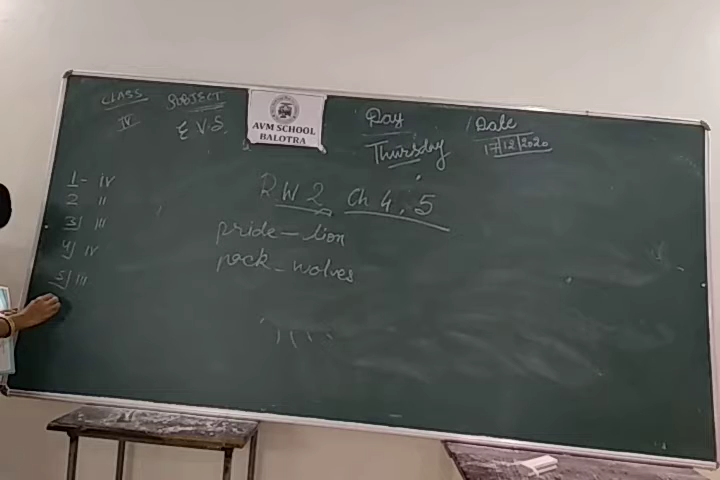 CLASS
IV
SUBJECT
E V S.
AVM SCHOOL
BALOTRA
Day
Thursday
Date
17/12/2020
R W 2 Ch 4, 5
1 - iv
2 ii
3) iii
4) iv
5) iii
pride - lion
pack - wolves